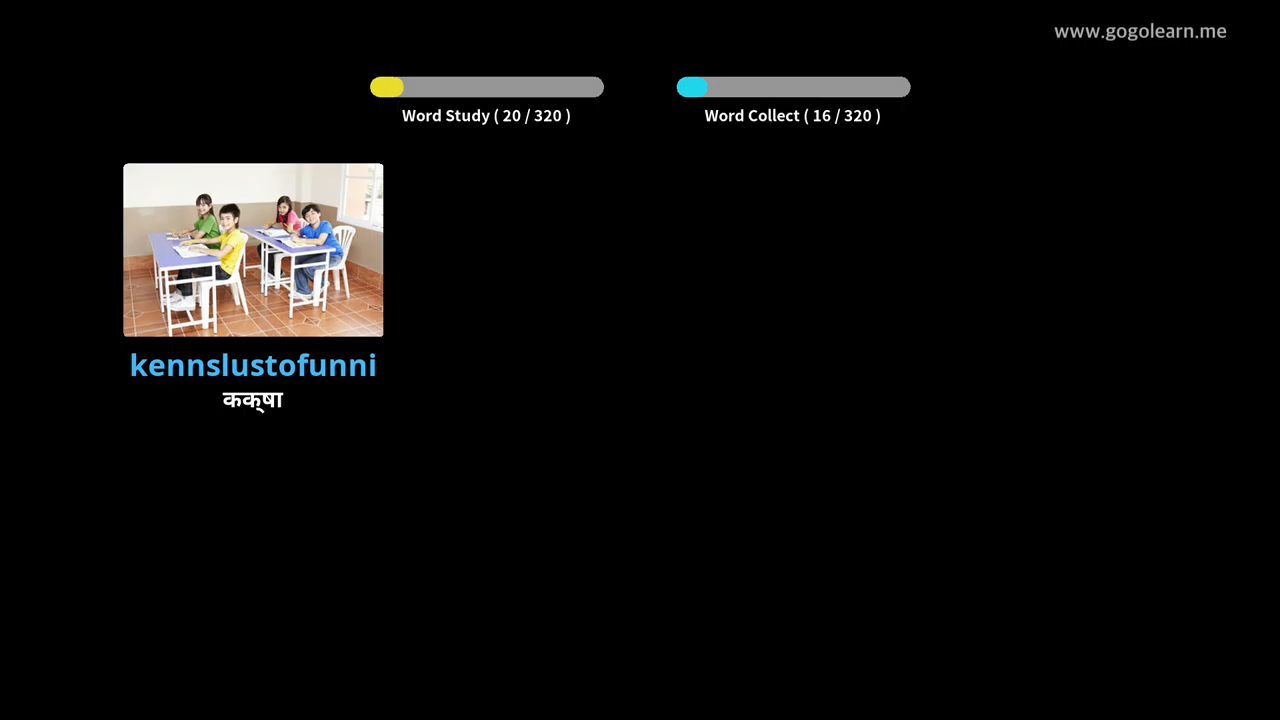 www.gogolearn.me
Word Study ( 20 / 320 )
Word Collect ( 16 / 320 )
kennslustofunni
कक्षा